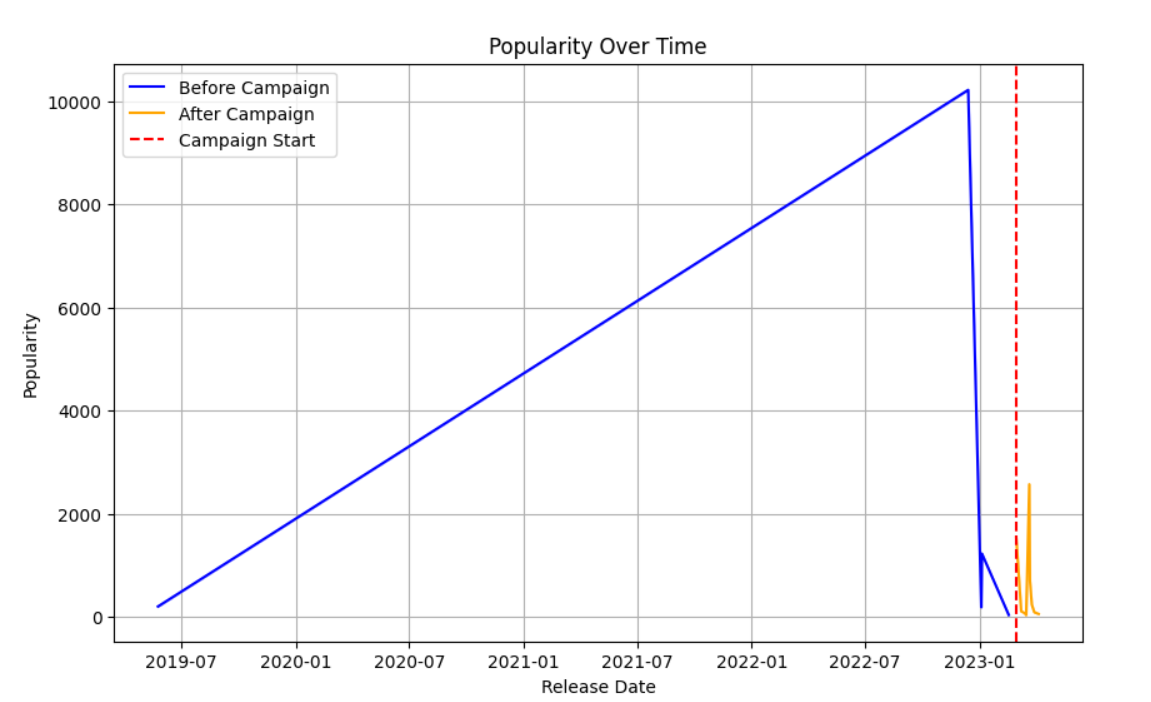 Popularity Over Time
Before Campaign
After Campaign
Campaign Start
10000
8000
6000
4000
2000
0
Popularity
2019-07 2020-01 2020-07 2021-01 2021-07 2022-01 2022-07 2023-01
Release Date